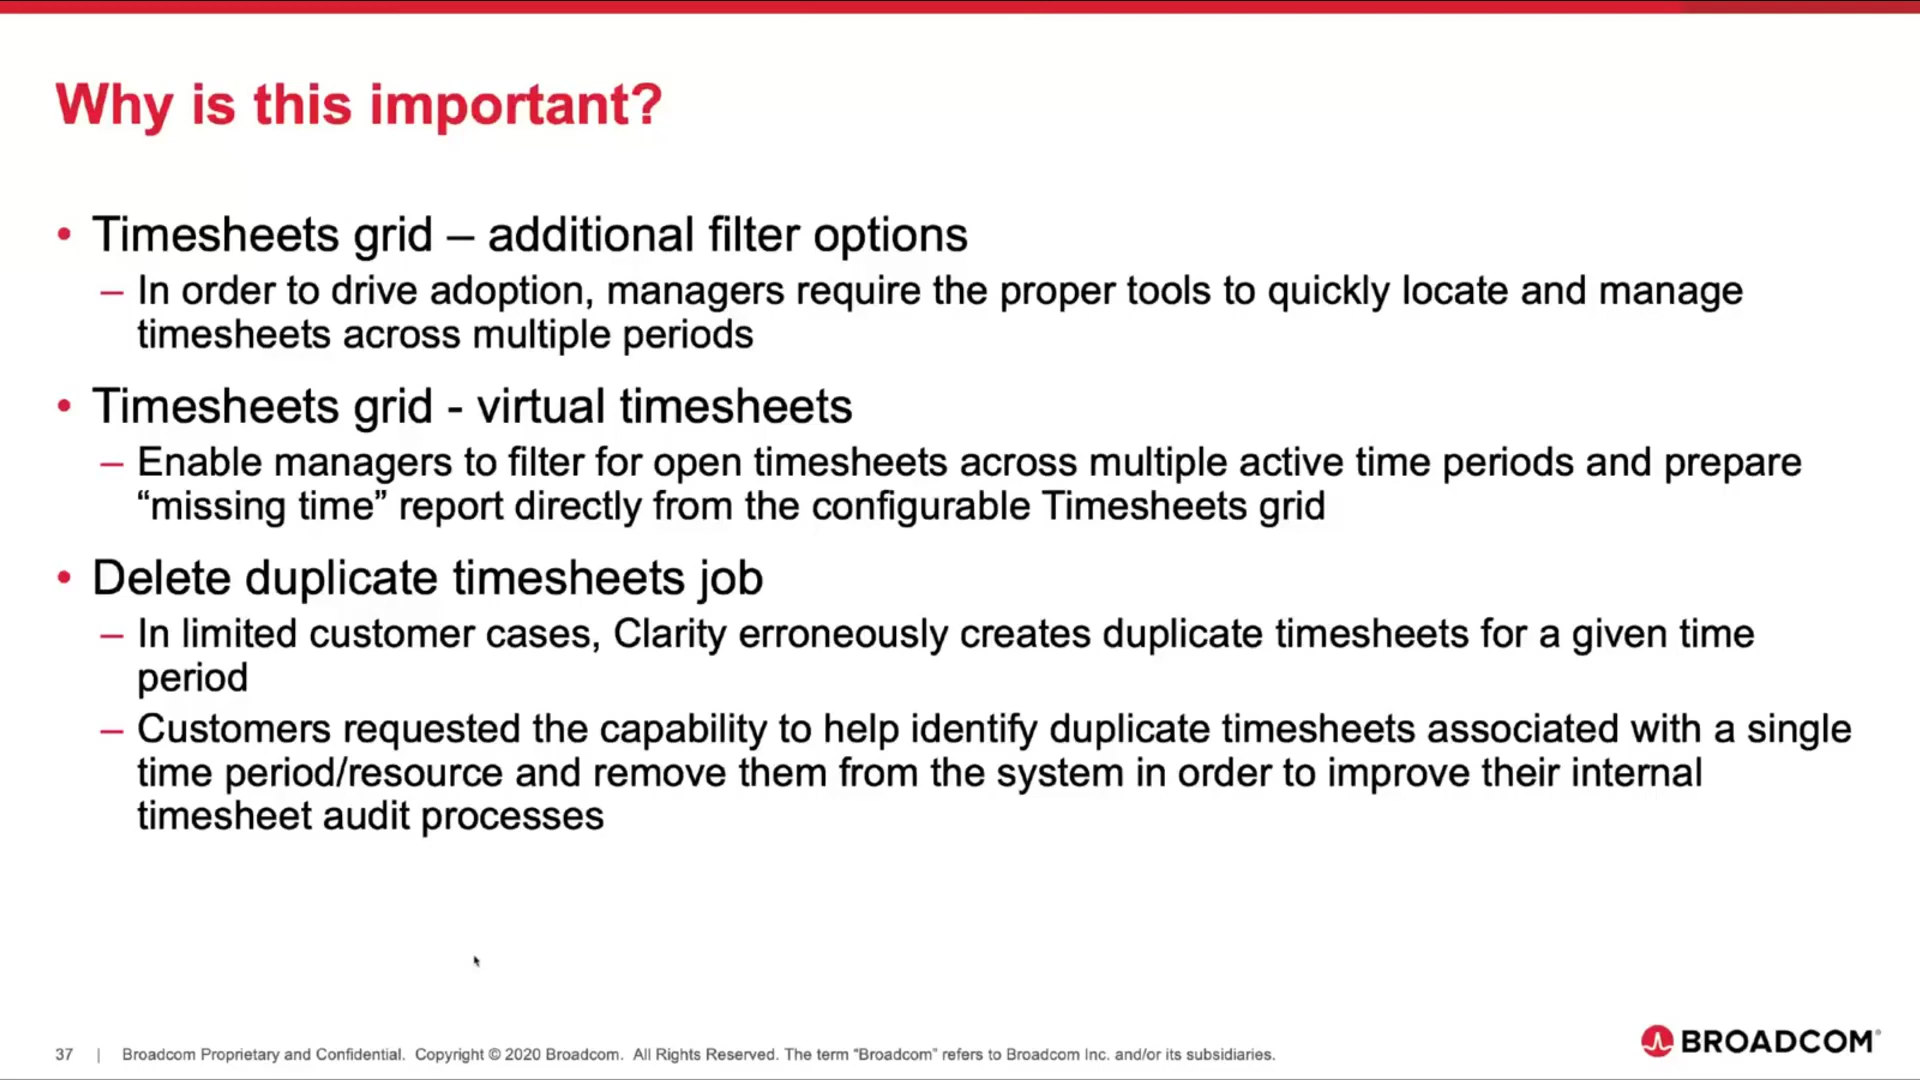 Why is this important?
• Timesheets grid – additional filter options
– In order to drive adoption, managers require the proper tools to quickly locate and manage
timesheets across multiple periods
• Timesheets grid - virtual timesheets
– Enable managers to filter for open timesheets across multiple active time periods and prepare
“missing time” report directly from the configurable Timesheets grid
• Delete duplicate timesheets job
– In limited customer cases, Clarity erroneously creates duplicate timesheets for a given time
period
– Customers requested the capability to help identify duplicate timesheets associated with a single
time period/resource and remove them from the system in order to improve their internal
timesheet audit processes
37 | Broadcom Proprietary and Confidential. Copyright © 2020 Broadcom. All Rights Reserved. The term “Broadcom” refers to Broadcom Inc. and/or its subsidiaries.
BROADCOM®